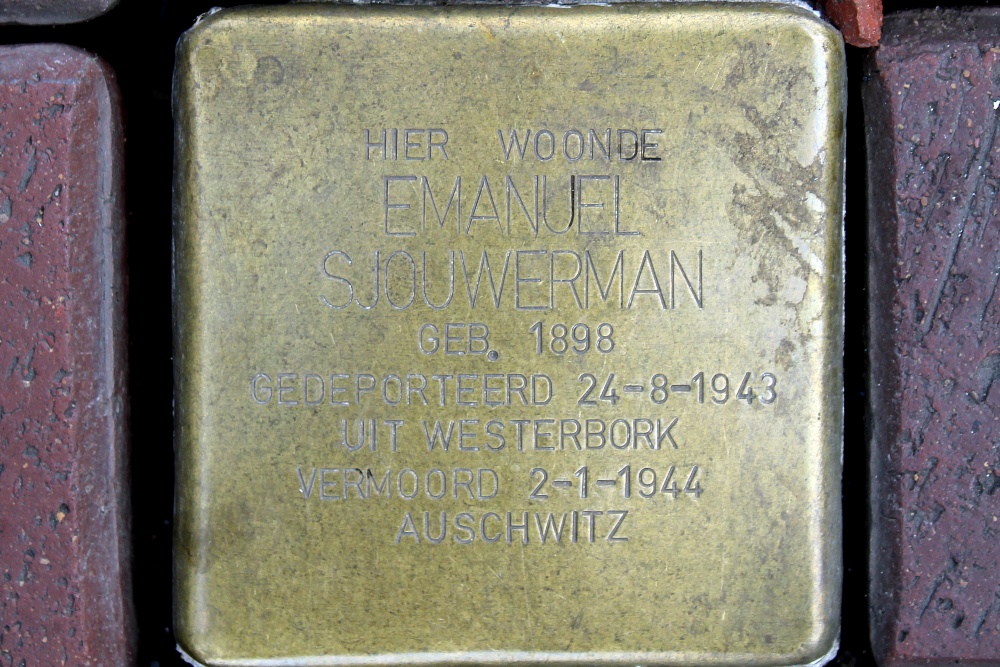 HIER WOONDE
EMANUEL
SJOUWERMAN
GEB. 1898
GEDEPORTEERD 24-8-1943
UIT WESTERBORK
VERMOORD 2-1-1944
AUSCHWITZ